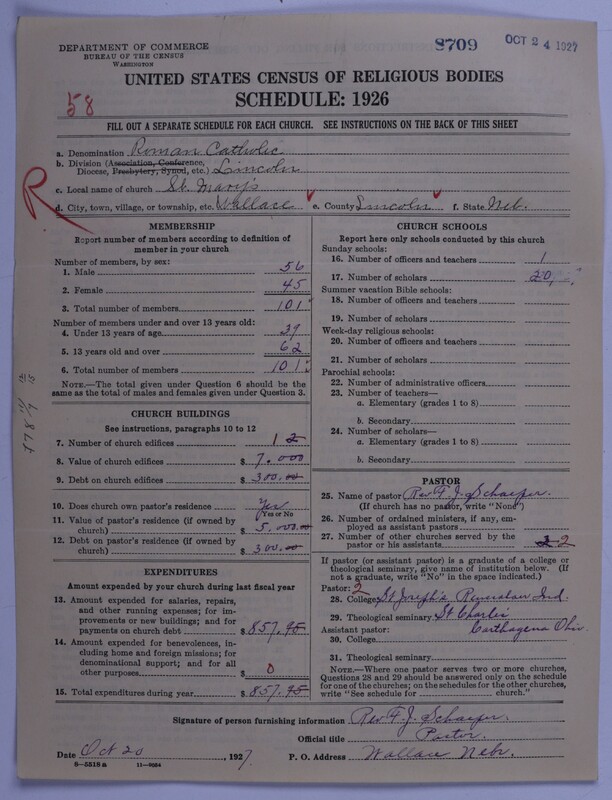 8709
OCT 24 1927
DEPARTMENT OF COMMERCE
BUREAU OF THE CENSUS
WASHINGTON
UNITED STATES CENSUS OF RELIGIOUS BODIES
SCHEDULE: 1926
58
FILL OUT A SEPARATE SCHEDULE FOR EACH CHURCH. SEE INSTRUCTIONS ON THE BACK OF THIS SHEET
a. Denomination Roman Catholic
b. Division (Association, Conference,
Diocese, Presbytery, Synod, etc.) Lincoln
c. Local name of church St. Mary's
R
d. City, town, village, or township, etc. Wallace e. County Lincoln f. State Neb.
MEMBERSHIP
Report number of members according to definition of
member in your church
Number of members, by sex:
1. Male 56
2. Female 45
3. Total number of members 101
Number of members under and over 13 years old:
4. Under 13 years of age 39
5. 13 years old and over 62
6. Total number of members 101
NOTE.—The total given under Question 6 should be the
same as the total of males and females given under Question 3.
CHURCH BUILDINGS
See instructions, paragraphs 10 to 12
7. Number of church edifices 1 2
8. Value of church edifices $ 7.000
9. Debt on church edifices $ 300.00
10. Does church own pastor's residence Yes
(Yes or No)
11. Value of pastor's residence (if owned by
church) $ 5,000.00
12. Debt on pastor's residence (if owned by
church) $ 300.00
EXPENDITURES
Amount expended by your church during last fiscal year
13. Amount expended for salaries, repairs,
and other running expenses; for im-
provements or new buildings; and for
payments on church debt $ 857.95
14. Amount expended for benevolences, in-
cluding home and foreign missions; for
denominational support; and for all
other purposes $ 0
15. Total expenditures during year $ 857.95
CHURCH SCHOOLS
Report here only schools conducted by this church
Sunday schools:
16. Number of officers and teachers 1
17. Number of scholars 20
Summer vacation Bible schools:
18. Number of officers and teachers
19. Number of scholars
Week-day religious schools:
20. Number of officers and teachers
21. Number of scholars
Parochial schools:
22. Number of administrative officers
23. Number of teachers—
a. Elementary (grades 1 to 8)
b. Secondary
24. Number of scholars—
a. Elementary (grades 1 to 8)
b. Secondary
PASTOR
25. Name of pastor Rev F. J. Schaefer.
(If church has no pastor, write "None")
26. Number of ordained ministers, if any, em-
ployed as assistant pastors
27. Number of other churches served by the
pastor or his assistants 2
If pastor (or assistant pastor) is a graduate of a college or
theological seminary, give name of institution below. (If
not a graduate, write "No" in the space indicated.)
Pastor: 2
28. College St Joseph's Rensselaer Ind.
29. Theological seminary St Charles
Assistant pastor: Carthagena Ohio
30. College
31. Theological seminary
NOTE.—Where one pastor serves two or more churches,
Questions 28 and 29 should be answered only on the schedule
for one of the churches; on the schedules for the other churches,
write "See schedule for church."
Signature of person furnishing information Rev F. J. Schaefer.
Official title Pastor.
Date Oct 20, 1927. P. O. Address Wallace Nebr.
8—5518a 11—9034